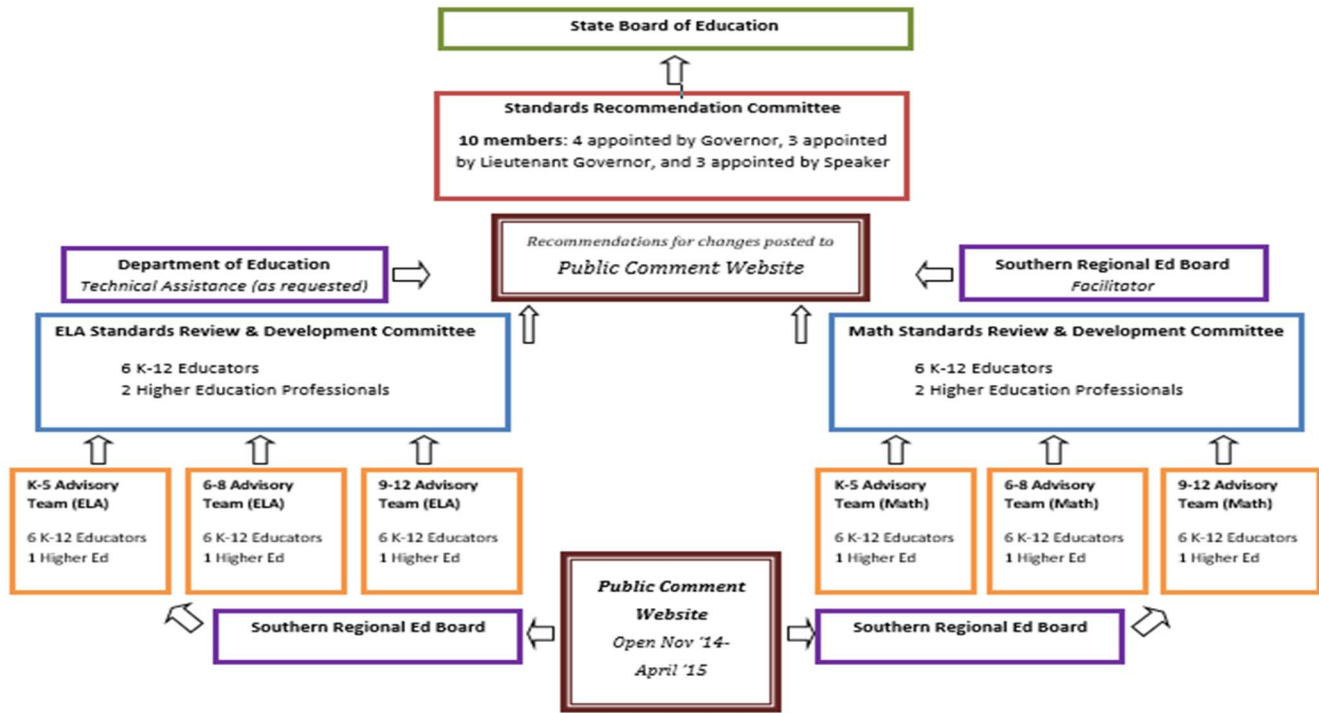 State Board of Education
Standards Recommendation Committee
10 members: 4 appointed by Governor, 3 appointed
by Lieutenant Governor, and 3 appointed by Speaker
Recommendations for changes posted to
Public Comment Website
Department of Education
Technical Assistance (as requested)
Southern Regional Ed Board
Facilitator
ELA Standards Review & Development Committee
6 K-12 Educators
2 Higher Education Professionals
Math Standards Review & Development Committee
6 K-12 Educators
2 Higher Education Professionals
K-5 Advisory
Team (ELA)
6 K-12 Educators
1 Higher Ed
6-8 Advisory
Team (ELA)
6 K-12 Educators
1 Higher Ed
9-12 Advisory
Team (ELA)
6 K-12 Educators
1 Higher Ed
K-5 Advisory
Team (Math)
6 K-12 Educators
1 Higher Ed
6-8 Advisory
Team (Math)
6 K-12 Educators
1 Higher Ed
9-12 Advisory
Team (Math)
6 K-12 Educators
1 Higher Ed
Southern Regional Ed Board
Public Comment
Website
Open Nov '14-
April '15
Southern Regional Ed Board